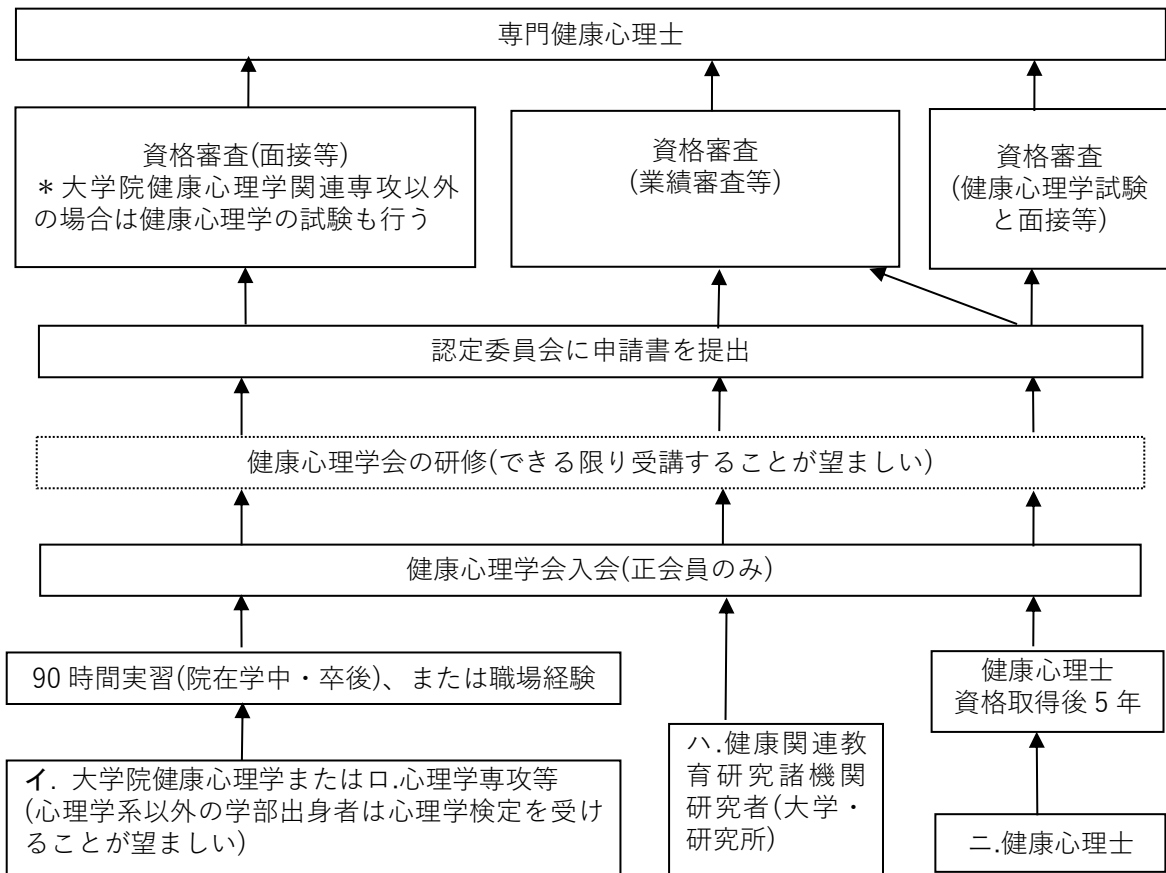 専門健康心理士
資格審査(面接等)
＊大学院健康心理学関連専攻以外
の場合は健康心理学の試験も行う
資格審査
(業績審査等)
資格審査
(健康心理学試験
と面接等)
認定委員会に申請書を提出
健康心理学会の研修(できる限り受講することが望ましい)
健康心理学会入会(正会員のみ)
90時間実習(院在学中・卒後)、または職場経験
健康心理士
資格取得後5年
イ. 大学院健康心理学またはロ.心理学専攻等
(心理学系以外の学部出身者は心理学検定を受け
ることが望ましい)
ハ.健康関連教
育研究諸機関
研究者(大学・
研究所)
ニ.健康心理士